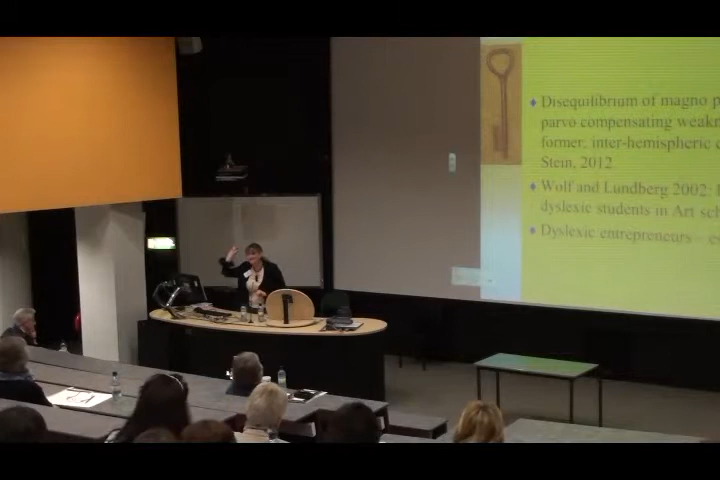 Disequilibrium of magno p
parvo compensating weakn
former; inter-hemispheric c
Stein, 2012
Wolf and Lundberg 2002:
dyslexic students in Art sch
Dyslexic entrepreneurs –